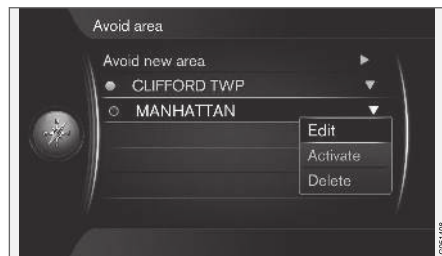 Avoid area
Avoid new area
CLIFFORD TWP
MANHATTAN
Edit
Activate
Delete